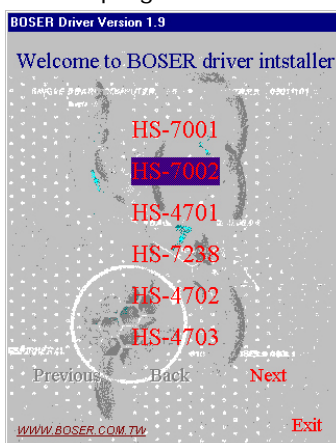 BOSER Driver Version 1.9
Welcome to BOSER driver intstaller
HS-7001
HS-7002
HS-4701
HS-7238
HS-4702
HS-4703
Previous Back Next
WWW.BOSER.COM.TW Exit